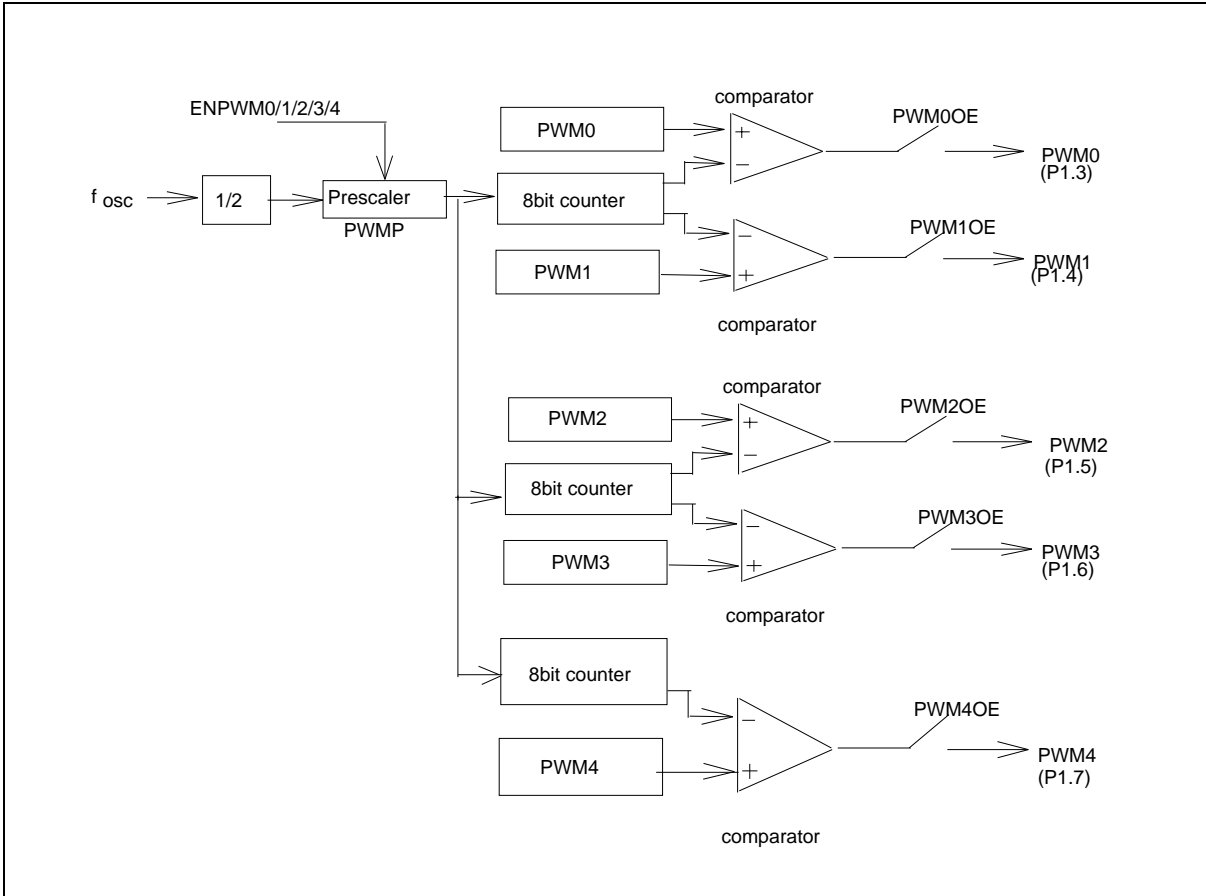 comparator
ENPWM0/1/2/3/4
PWM0OE
PWM0
+
PWM0
(P1.3)
−
f osc
1/2
Prescaler
8bit counter
PWMP
−
PWM1OE
PWM1
+
PWM1
(P1.4)
comparator
comparator
PWM2OE
PWM2
+
PWM2
(P1.5)
−
8bit counter
−
PWM3OE
PWM3
+
PWM3
(P1.6)
comparator
8bit counter
−
PWM4OE
PWM4
+
PWM4
(P1.7)
comparator